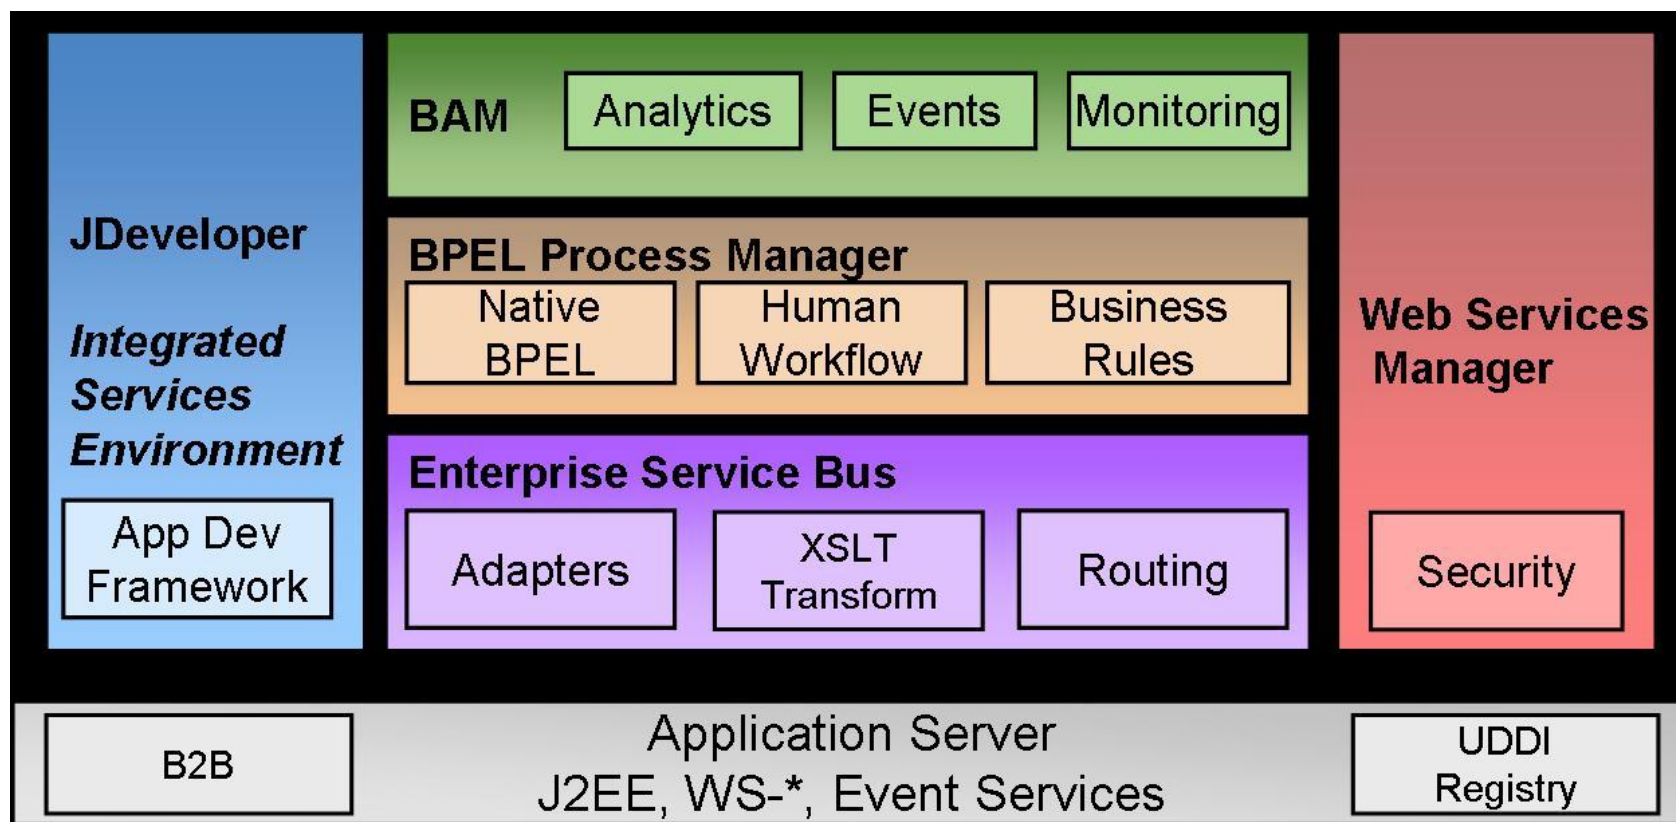 JDeveloper
Integrated
Services
Environment
App Dev
Framework
BAM
Analytics
Events
Monitoring
BPEL Process Manager
Native
BPEL
Human
Workflow
Business
Rules
Enterprise Service Bus
Adapters
XSLT
Transform
Routing
Web Services
Manager
Security
B2B
Application Server
J2EE, WS-*, Event Services
UDDI
Registry